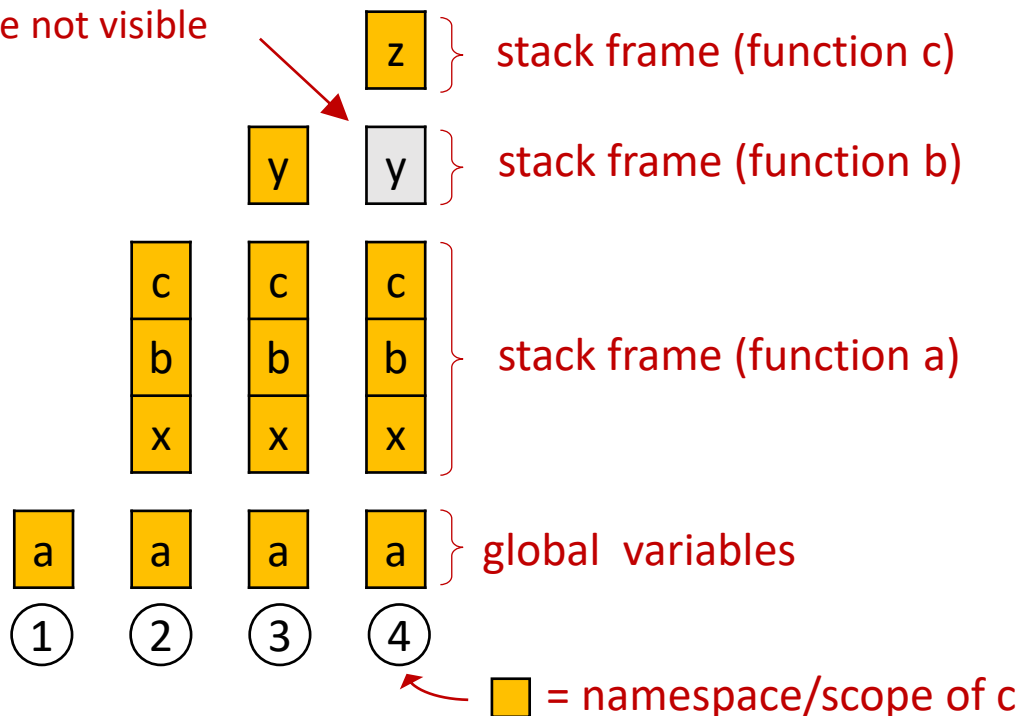 e not visible
z
stack frame (function c)
y y
stack frame (function b)
c c c
b b b
stack frame (function a)
x x x
a a a a
global variables
1 2 3 4
= namespace/scope of c